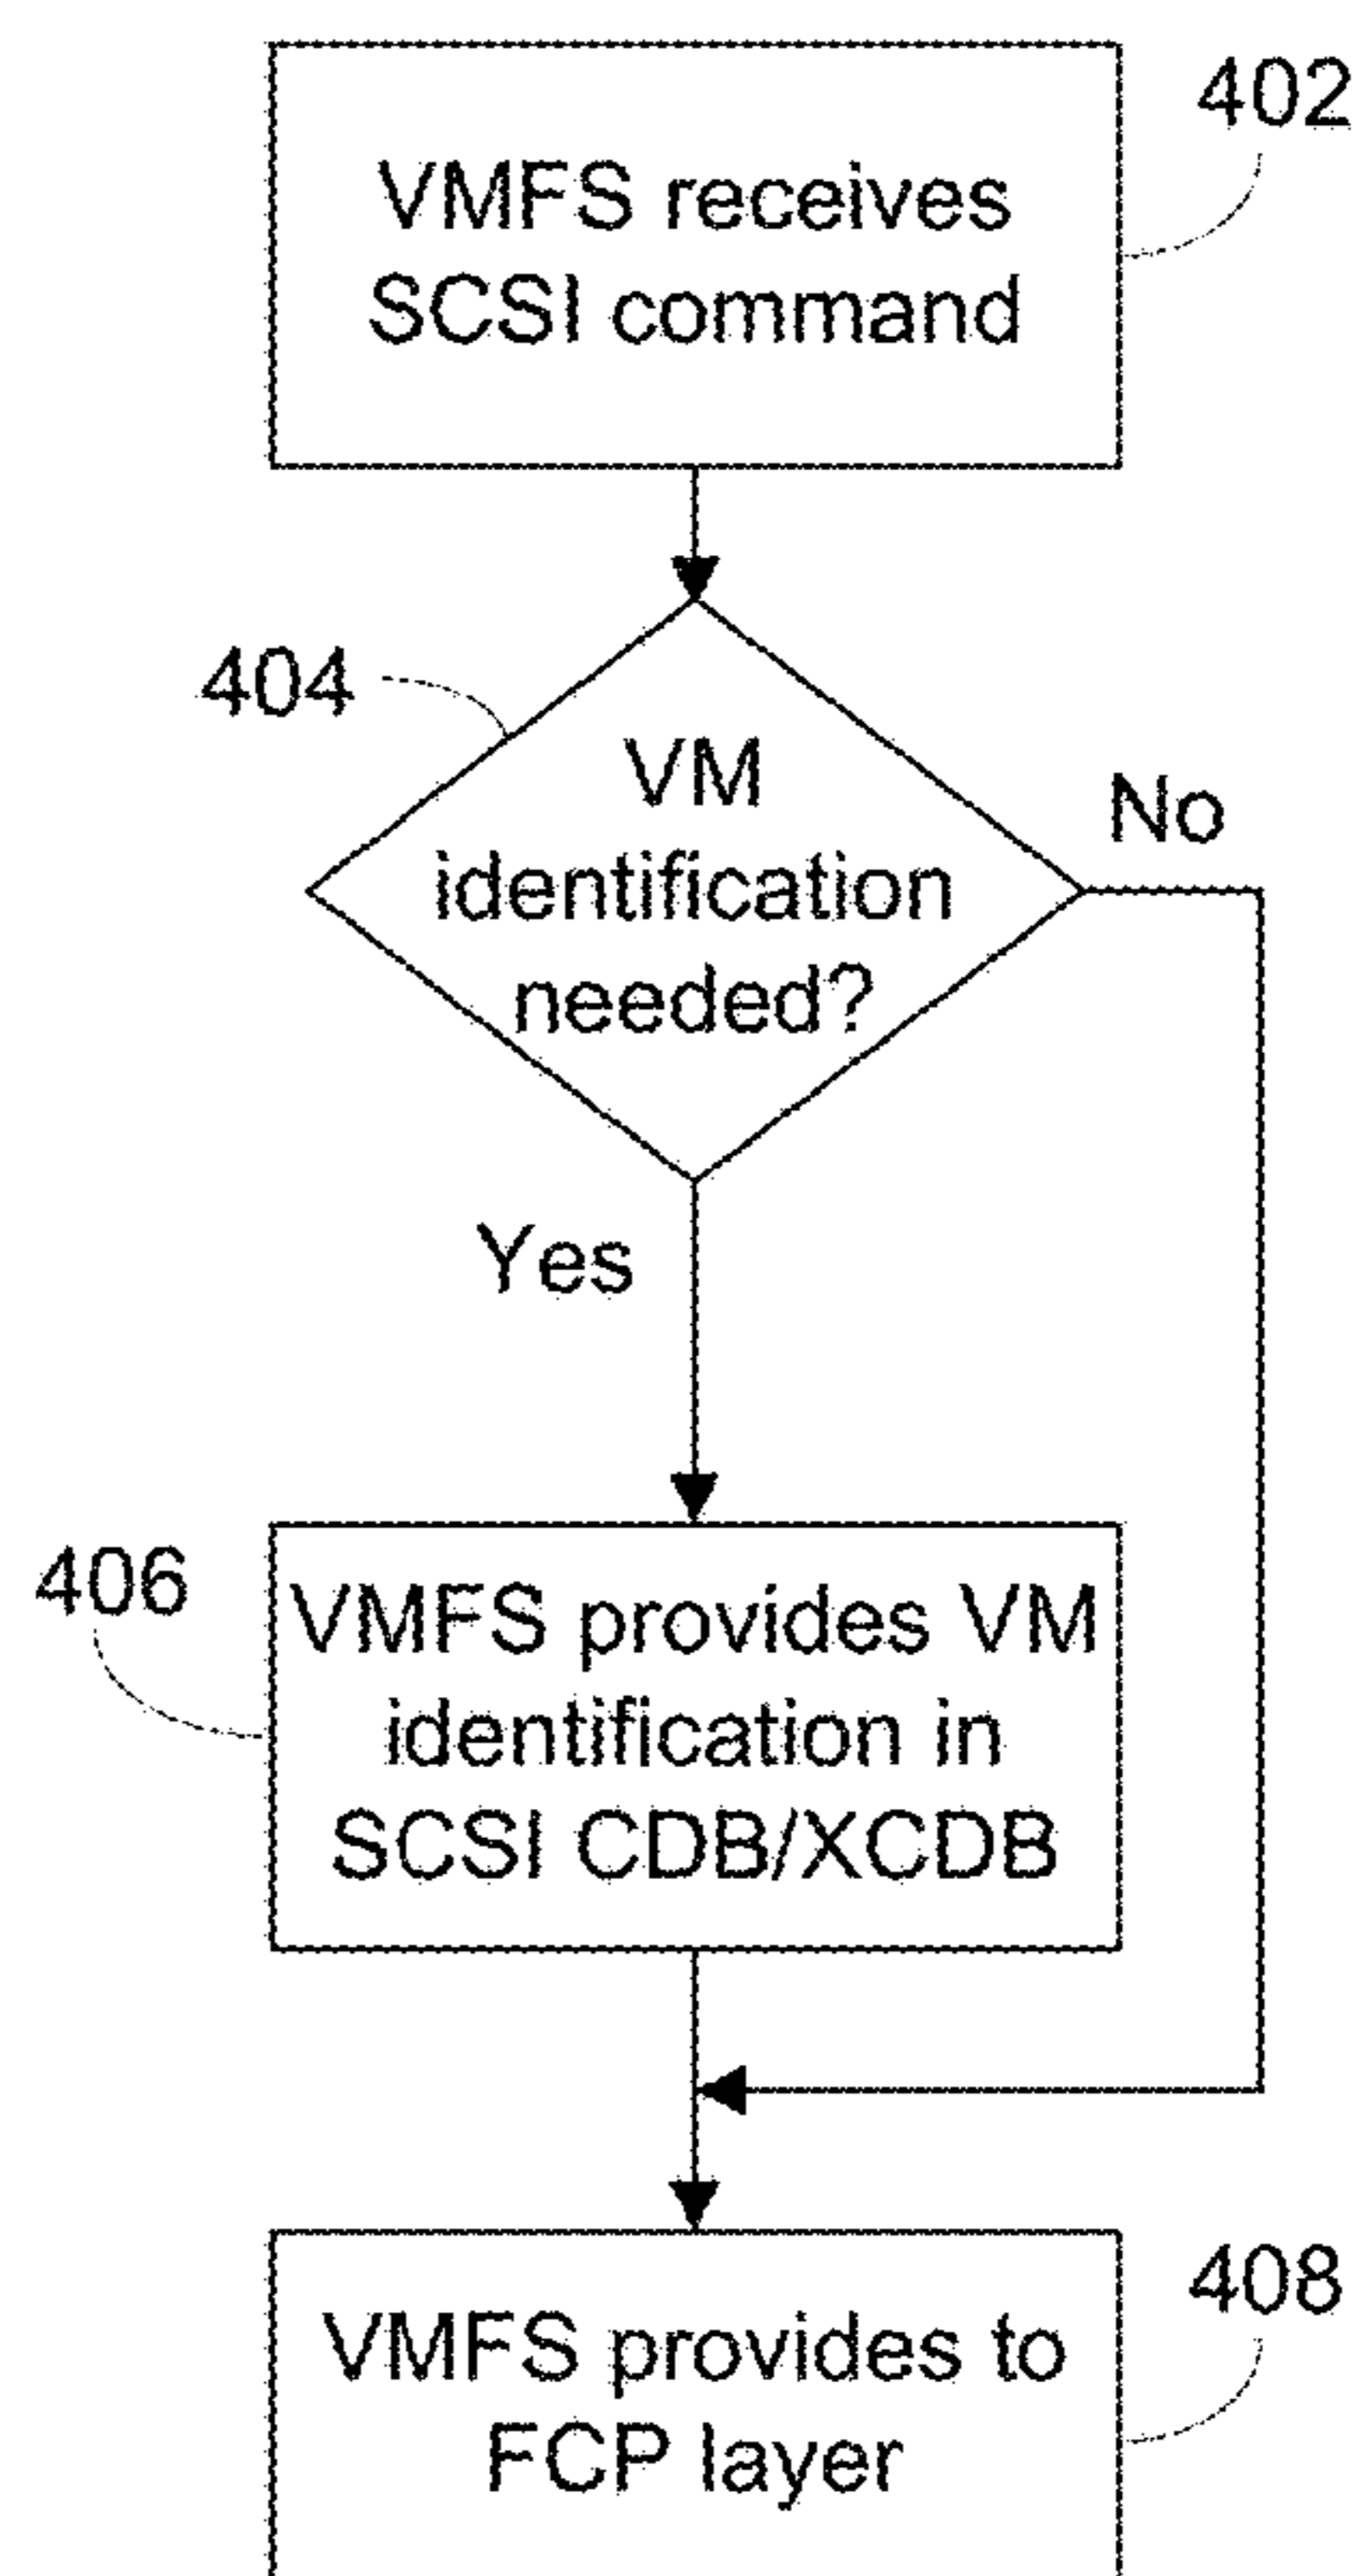 402
VMFS receives
SCSI command
404
VM
identification
needed?
No
Yes
406
VMFS provides VM
identification in
SCSI CDB/XCDB
408
VMFS provides to
FCP layer